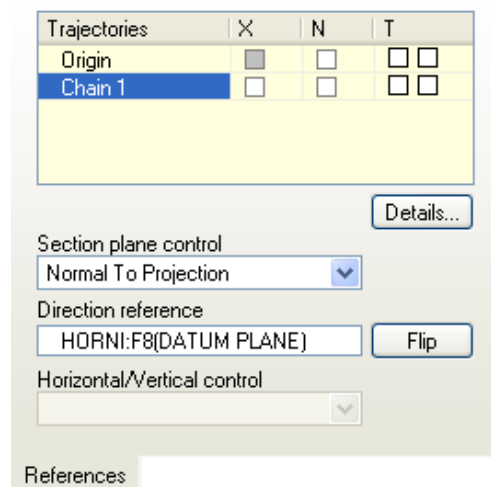 Trajectories X N T
Origin
Chain 1
Details...
Section plane control
Normal To Projection
Direction reference
HORNI:F8(DATUM PLANE) Flip
Horizontal/Vertical control
References